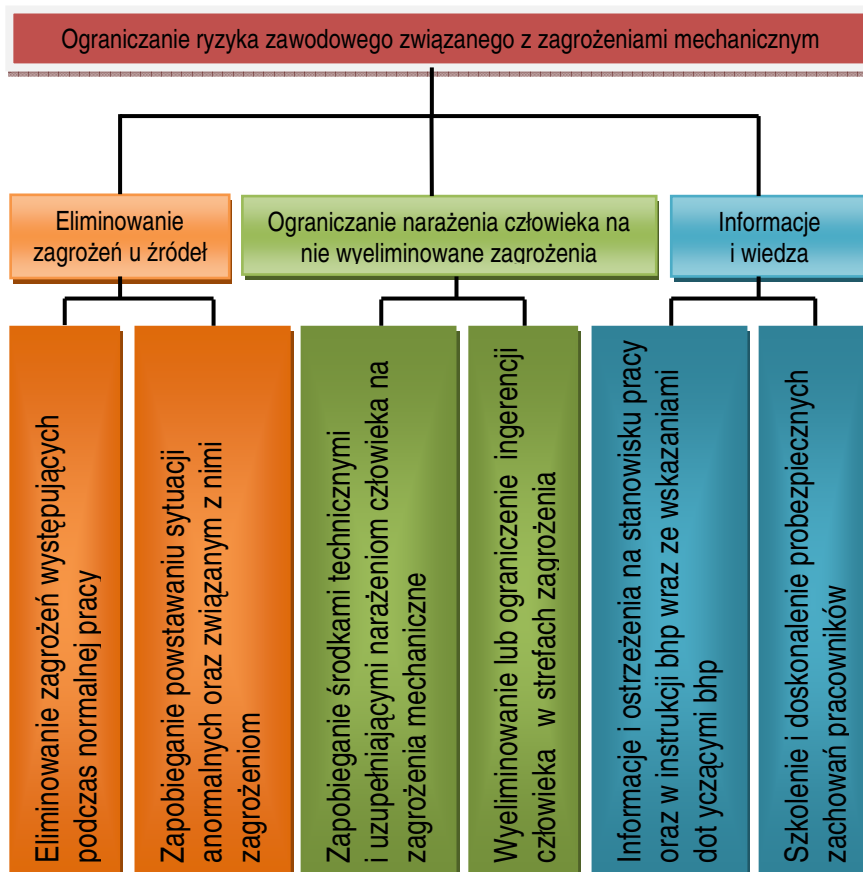 Ograniczanie ryzyka zawodowego związanego z zagrożeniami mechanicznym
Eliminowanie
zagrożeń u źródeł
Ograniczanie narażenia człowieka na
nie wyeliminowane zagrożenia
Informacje
i wiedza
Eliminowanie zagrożeń występujących
podczas normalnej pracy
Zapobieganie powstawaniu sytuacji
anormalnych oraz związanym z nimi
zagrożeniom
Zapobieganie środkami technicznymi
i uzupełniającymi narażeniom człowieka na
zagrożenia mechaniczne
Wyeliminowanie lub ograniczenie ingerencji
człowieka w strefach zagrożenia
Informacje i ostrzeżenia na stanowisku pracy
oraz w instrukcji bhp wraz ze wskazaniami
dot yczącymi bhp
Szkolenie i doskonalenie probezpiecznych
zachowań pracowników